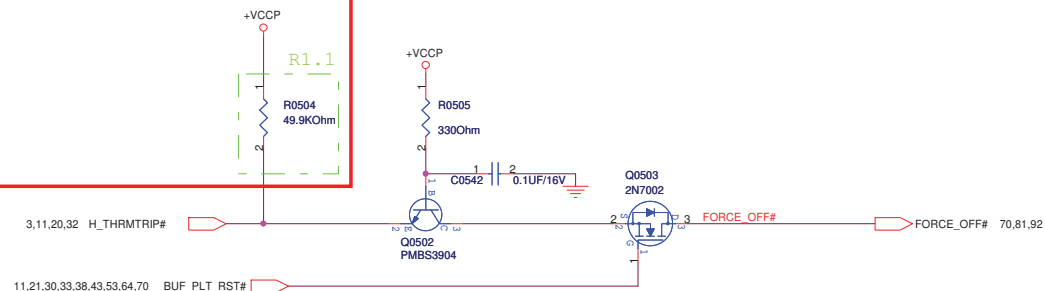 +VCCP
R1.1
+VCCP
1
R0504
49.9KOhm
2
1
R0505
330Ohm
2
1
2
C0542
0.1UF/16V
1
B
Q0503
2N7002
3,11,20,32 H_THRMTRIP#
2
E
C
3
2
S
2
D
3
3
FORCE_OFF#
FORCE_OFF# 70,81,92
Q0502
PMBS3904
G
1
1
11,21,30,33,38,43,53,64,70 BUF_PLT_RST#